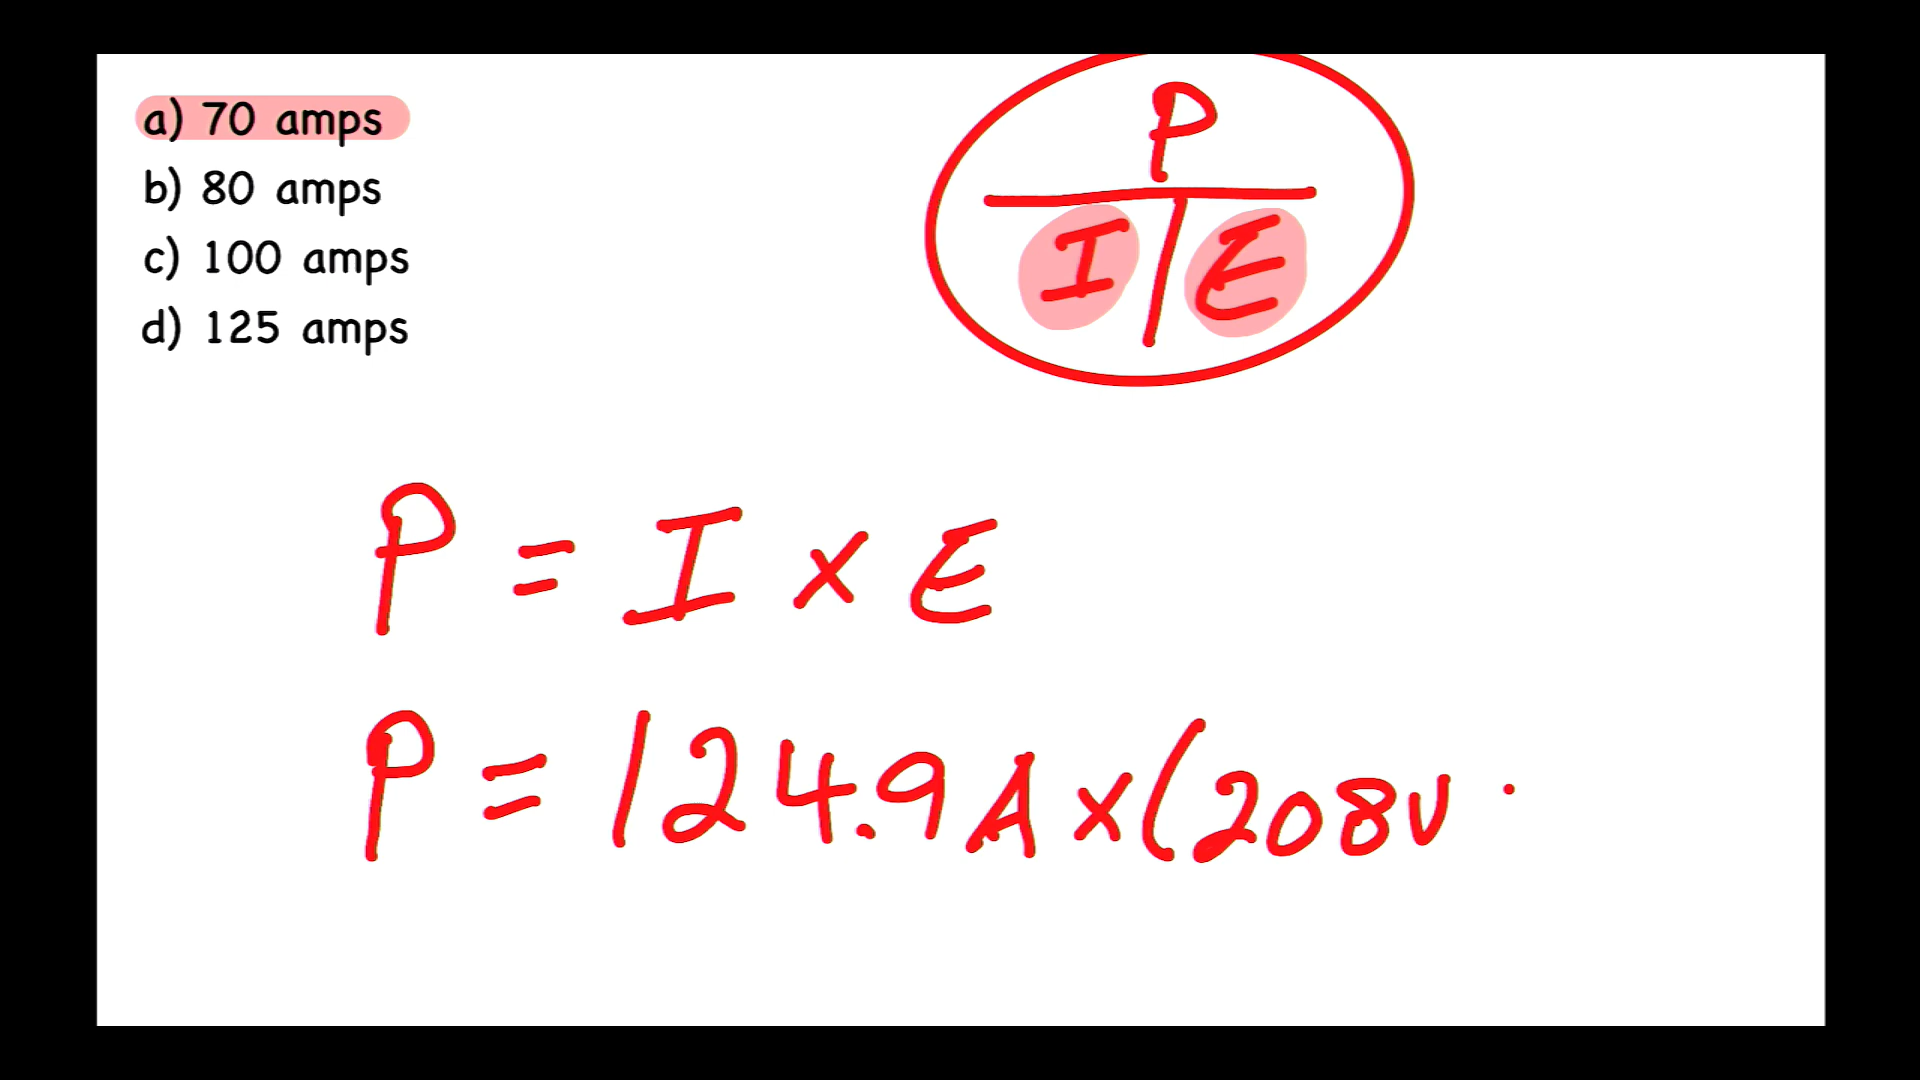 a) 70 amps
b) 80 amps
c) 100 amps
d) 125 amps
P
I E
P = I x E
P = 124.9A x (208V ·